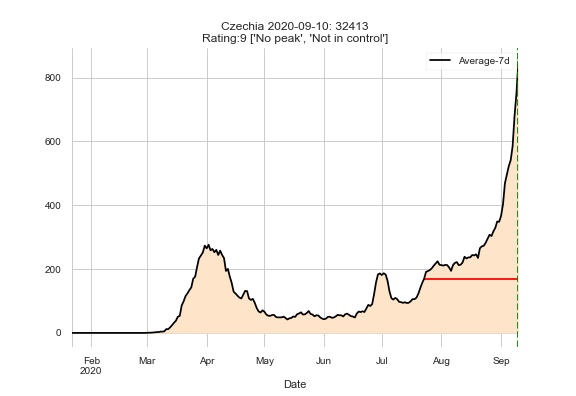 Czechia 2020-09-10: 32413
Rating:9 ['No peak', 'Not in control']
Average-7d
800
600
400
200
0
Feb Mar Apr May Jun Jul Aug Sep
2020
Date